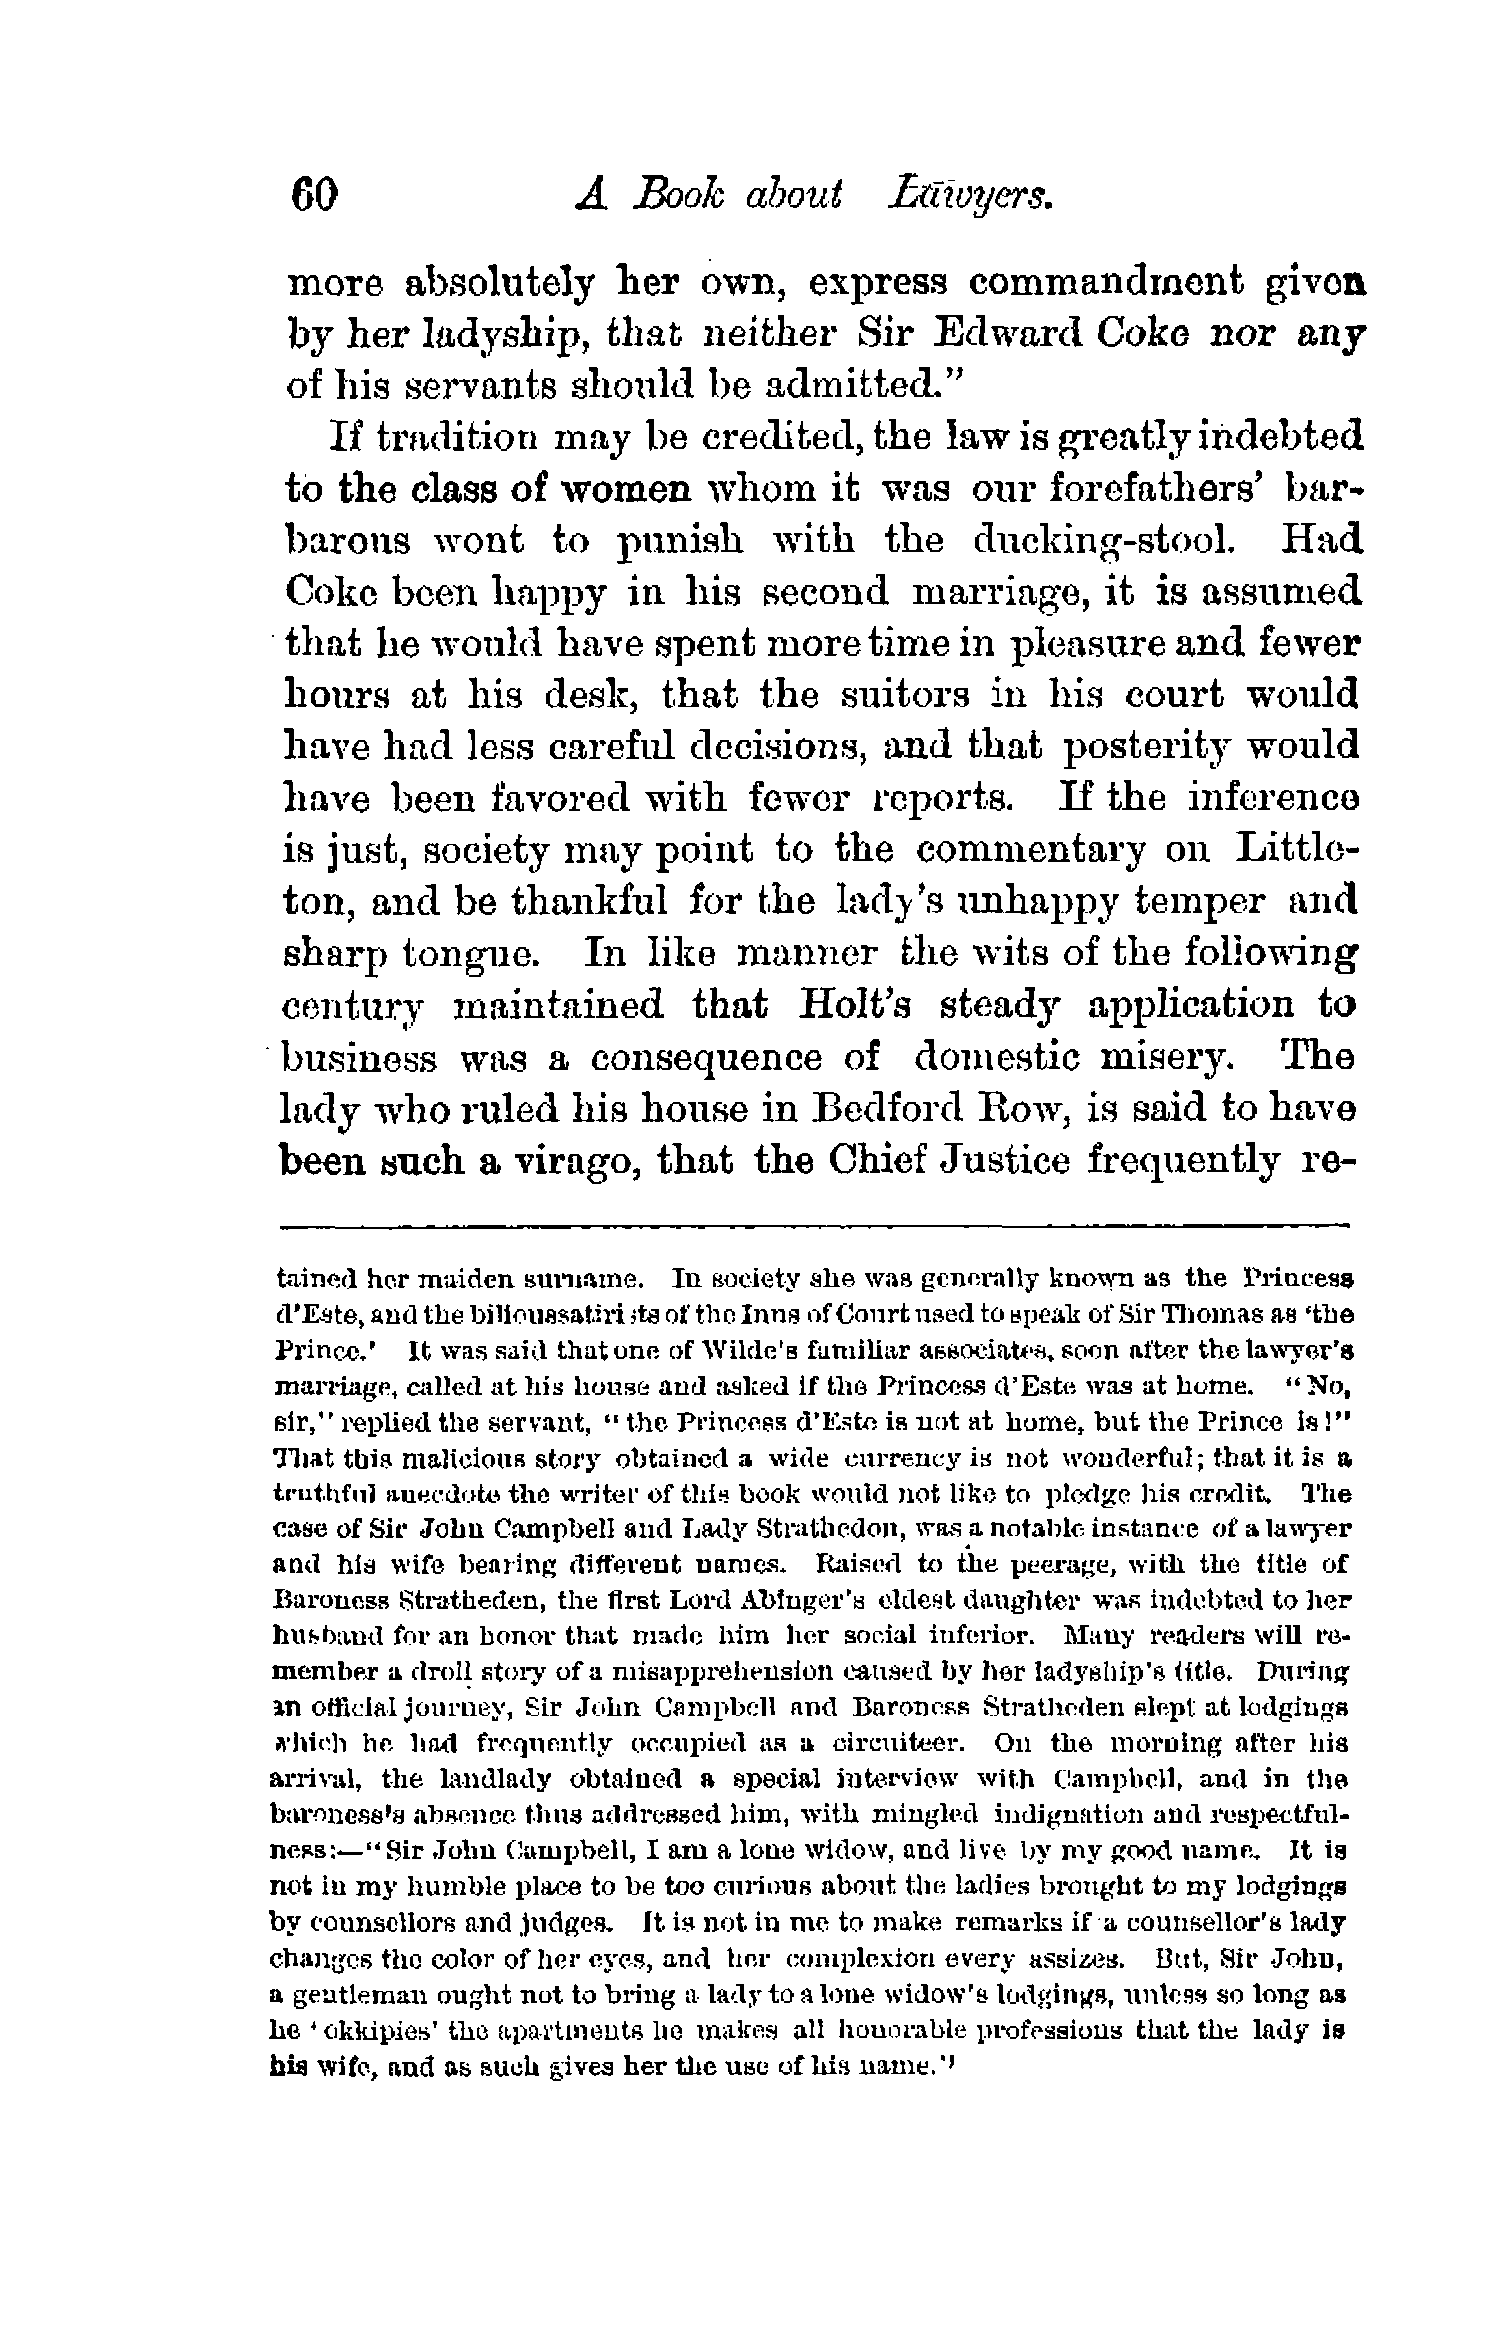 60 A Book about Lawyers.
more absolutely her own, express commandment given
by her ladyship, that neither Sir Edward Coke nor any
of his servants should be admitted."
If tradition may be credited, the law is greatly indebted
to the class of women whom it was our forefathers' bar-
barous wont to punish with the ducking-stool. Had
Coke been happy in his second marriage, it is assumed
that he would have spent more time in pleasure and fewer
hours at his desk, that the suitors in his court would
have had less careful decisions, and that posterity would
have been favored with fewer reports. If the inference
is just, society may point to the commentary on Little-
ton, and be thankful for the lady's unhappy temper and
sharp tongue. In like manner the wits of the following
century maintained that Holt's steady application to
business was a consequence of domestic misery. The
lady who ruled his house in Bedford Row, is said to have
been such a virago, that the Chief Justice frequently re-
tained her maiden surname. In society she was generally known as the Princess
d'Este, and the bilious satirists of the Inns of Court used to speak of Sir Thomas as 'the
Prince.' It was said that one of Wilde's familiar associates, soon after the lawyer's
marriage, called at his house and asked if the Princess d'Este was at home. "No,
sir," replied the servant, "the Princess d'Este is not at home, but the Prince is!"
That this malicious story obtained a wide currency is not wonderful; that it is a
truthful anecdote the writer of this book would not like to pledge his credit. The
case of Sir John Campbell and Lady Strathedon, was a notable instance of a lawyer
and his wife bearing different names. Raised to the peerage, with the title of
Baroness Stratheden, the first Lord Abinger's eldest daughter was indebted to her
husband for an honor that made him her social inferior. Many readers will re-
member a droll story of a misapprehension caused by her ladyship's title. During
an official journey, Sir John Campbell and Baroness Stratheden slept at lodgings
which he had frequently occupied as a circuiteer. On the morning after his
arrival, the landlady obtained a special interview with Campbell, and in the
baroness's absence thus addressed him, with mingled indignation and respectful-
ness:—"Sir John Campbell, I am a lone widow, and live by my good name. It is
not in my humble place to be too curious about the ladies brought to my lodgings
by counsellors and judges. It is not in me to make remarks if a counsellor's lady
changes the color of her eyes, and her complexion every assizes. But, Sir John,
a gentleman ought not to bring a lady to a lone widow's lodgings, unless so long as
he 'okkipies' the apartments he makes all honorable professions that the lady is
his wife, and as such gives her the use of his name."